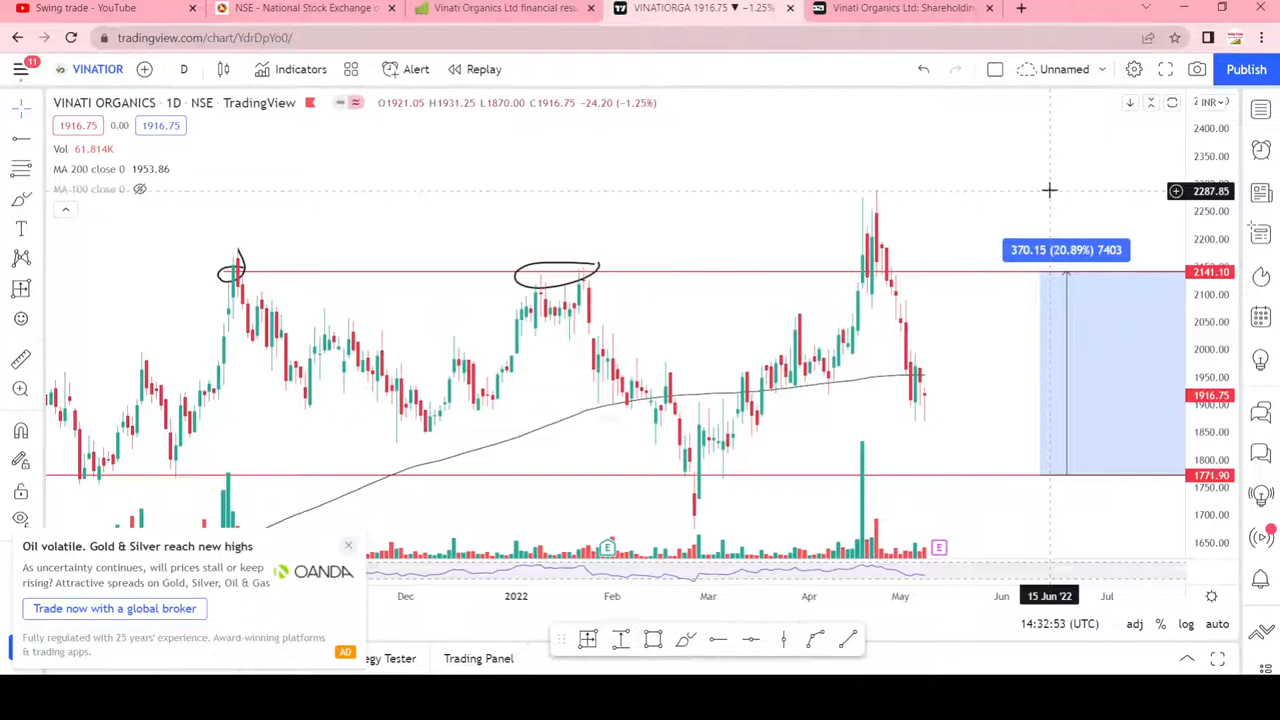 Swing trade - YouTube
NSE - National Stock Exchange o
Vinati Organics Ltd financial resu
VINATIORGA 1916.75 ▼ −1.25%
Vinati Organics Ltd: Shareholding
tradingview.com/chart/YdrDpYo0/
11
VINATIOR
D
Indicators
Alert
Replay
Unnamed
Publish
VINATI ORGANICS · 1D · NSE · TradingView
O1921.05 H1931.25 L1870.00 C1916.75 −24.20 (−1.25%)
INR
1916.75
0.00
1916.75
Vol 61.814K
MA 200 close 0 1953.86
MA 100 close 0
2400.00
2350.00
2287.85
2250.00
2200.00
2141.10
2100.00
2050.00
2000.00
1950.00
1916.75
1900.00
1850.00
1800.00
1771.90
1750.00
1700.00
1650.00
370.15 (20.89%) 7403
E
E
Oil volatile. Gold & Silver reach new highs
As uncertainty continues, will prices stall or keep
rising? Attractive spreads on Gold, Silver, Oil & Gas
OANDA
Trade now with a global broker
Fully regulated with 25 years' experience. Award-winning platforms
& trading apps.
AD
Dec
2022
Feb
Mar
Apr
May
Jun
15 Jun '22
Jul
14:32:53 (UTC)
adj
%
log
auto
egy Tester
Trading Panel